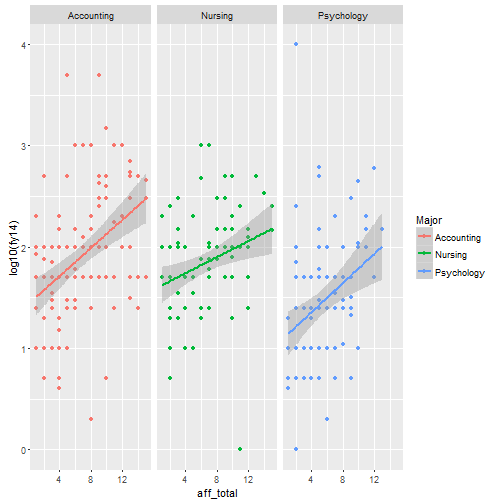 Accounting Nursing Psychology
4
3
2
1
0
log10(fy14)
4 8 12 4 8 12 4 8 12
aff_total
Major
Accounting
Nursing
Psychology